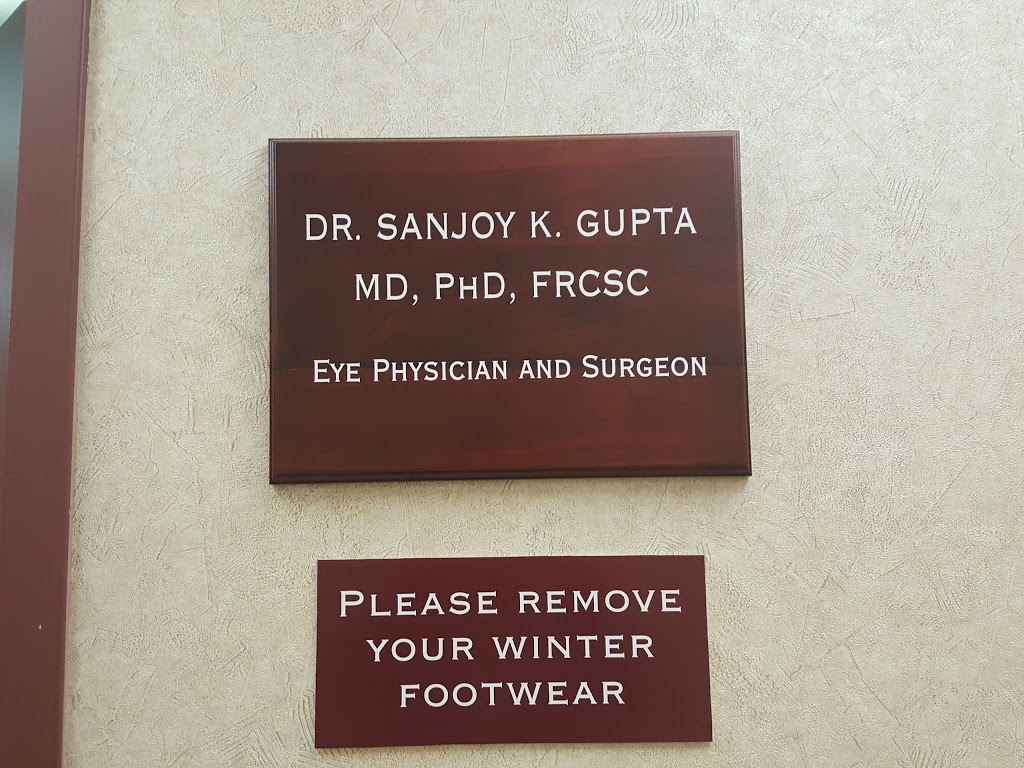 DR. SANJOY K. GUPTA
MD, PHD, FRCSC
EYE PHYSICIAN AND SURGEON
PLEASE REMOVE
YOUR WINTER
FOOTWEAR